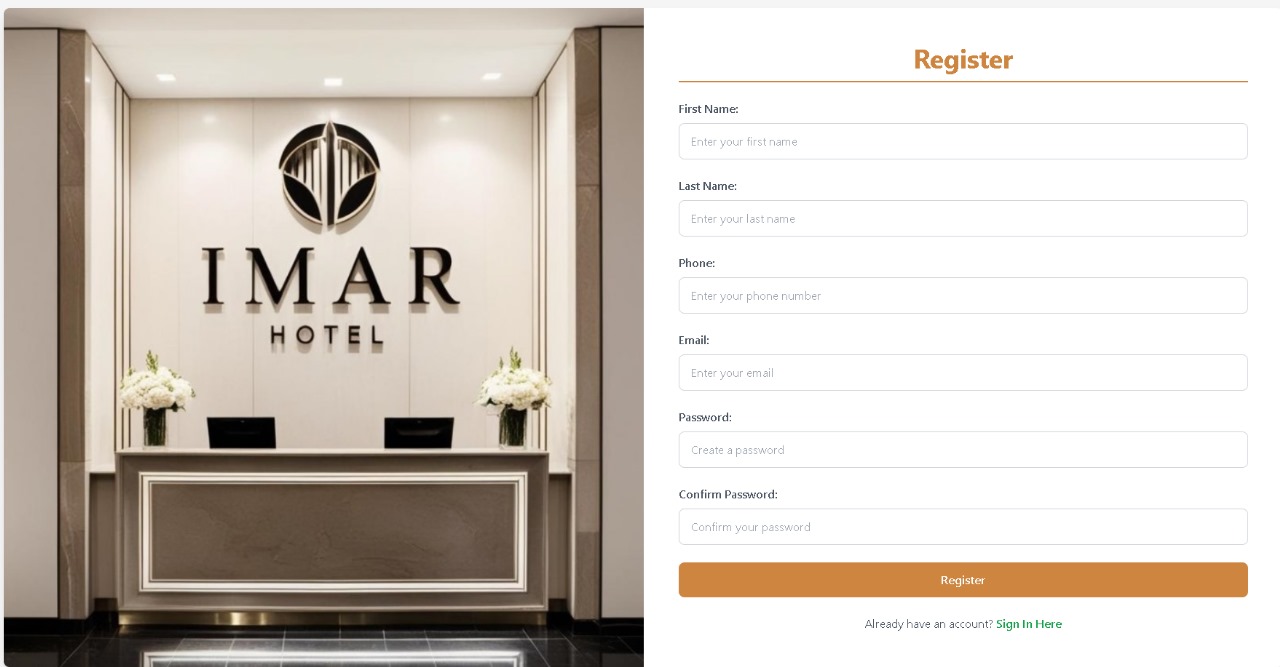 IMAR
HOTEL
Register
First Name:
Enter your first name
Last Name:
Enter your last name
Phone:
Enter your phone number
Email:
Enter your email
Password:
Create a password
Confirm Password:
Confirm your password
Register
Already have an account? Sign In Here